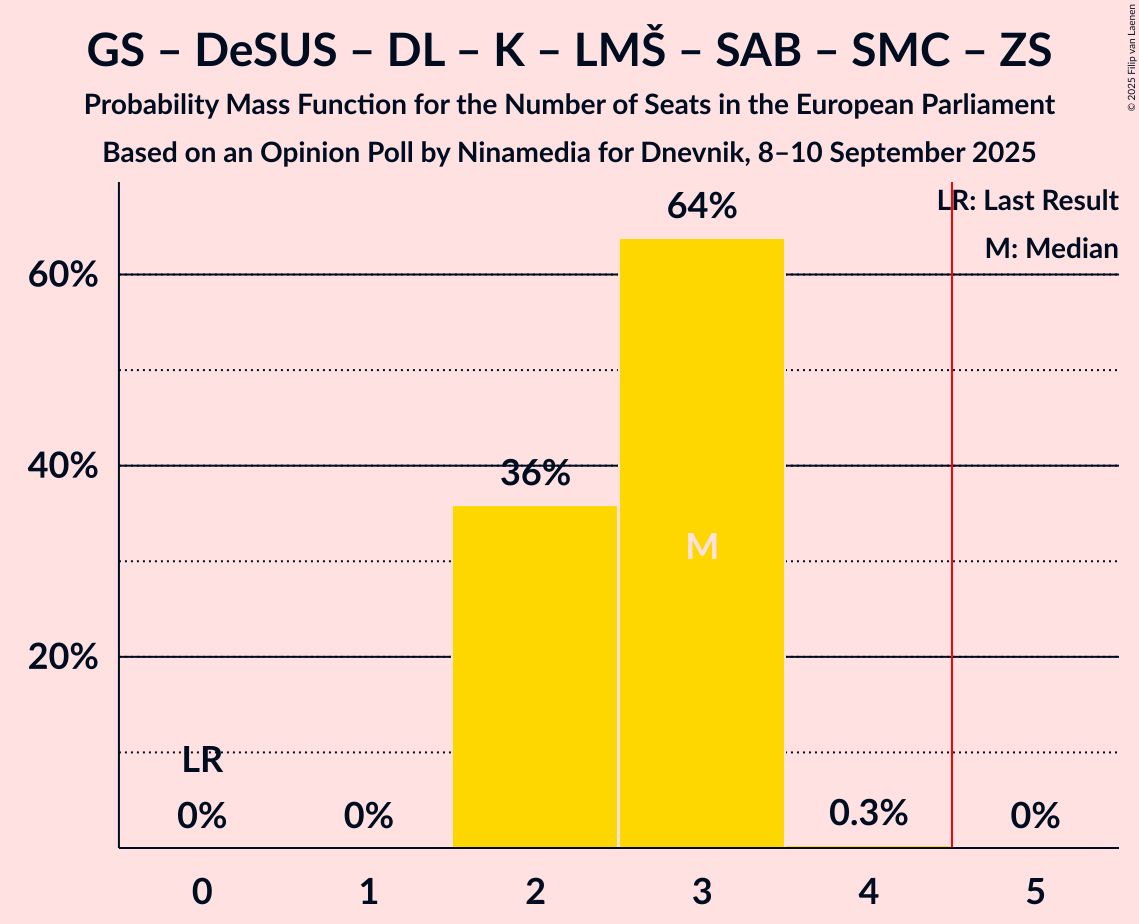 GS – DeSUS – DL – K – LMŠ – SAB – SMC – ZS
Probability Mass Function for the Number of Seats in the European Parliament
Based on an Opinion Poll by Ninamedia for Dnevnik, 8–10 September 2025
© 2025 Filip van Laenen
LR: Last Result
M: Median
64%
60%
40%
36%
M
20%
LR
0%
0%
0.3%
0%
0
1
2
3
4
5